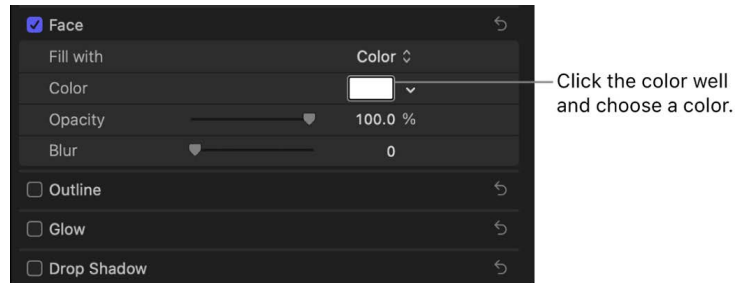 Face
Fill with Color
Color
Opacity 100.0 %
Blur 0
Outline
Glow
Drop Shadow
Click the color well
and choose a color.